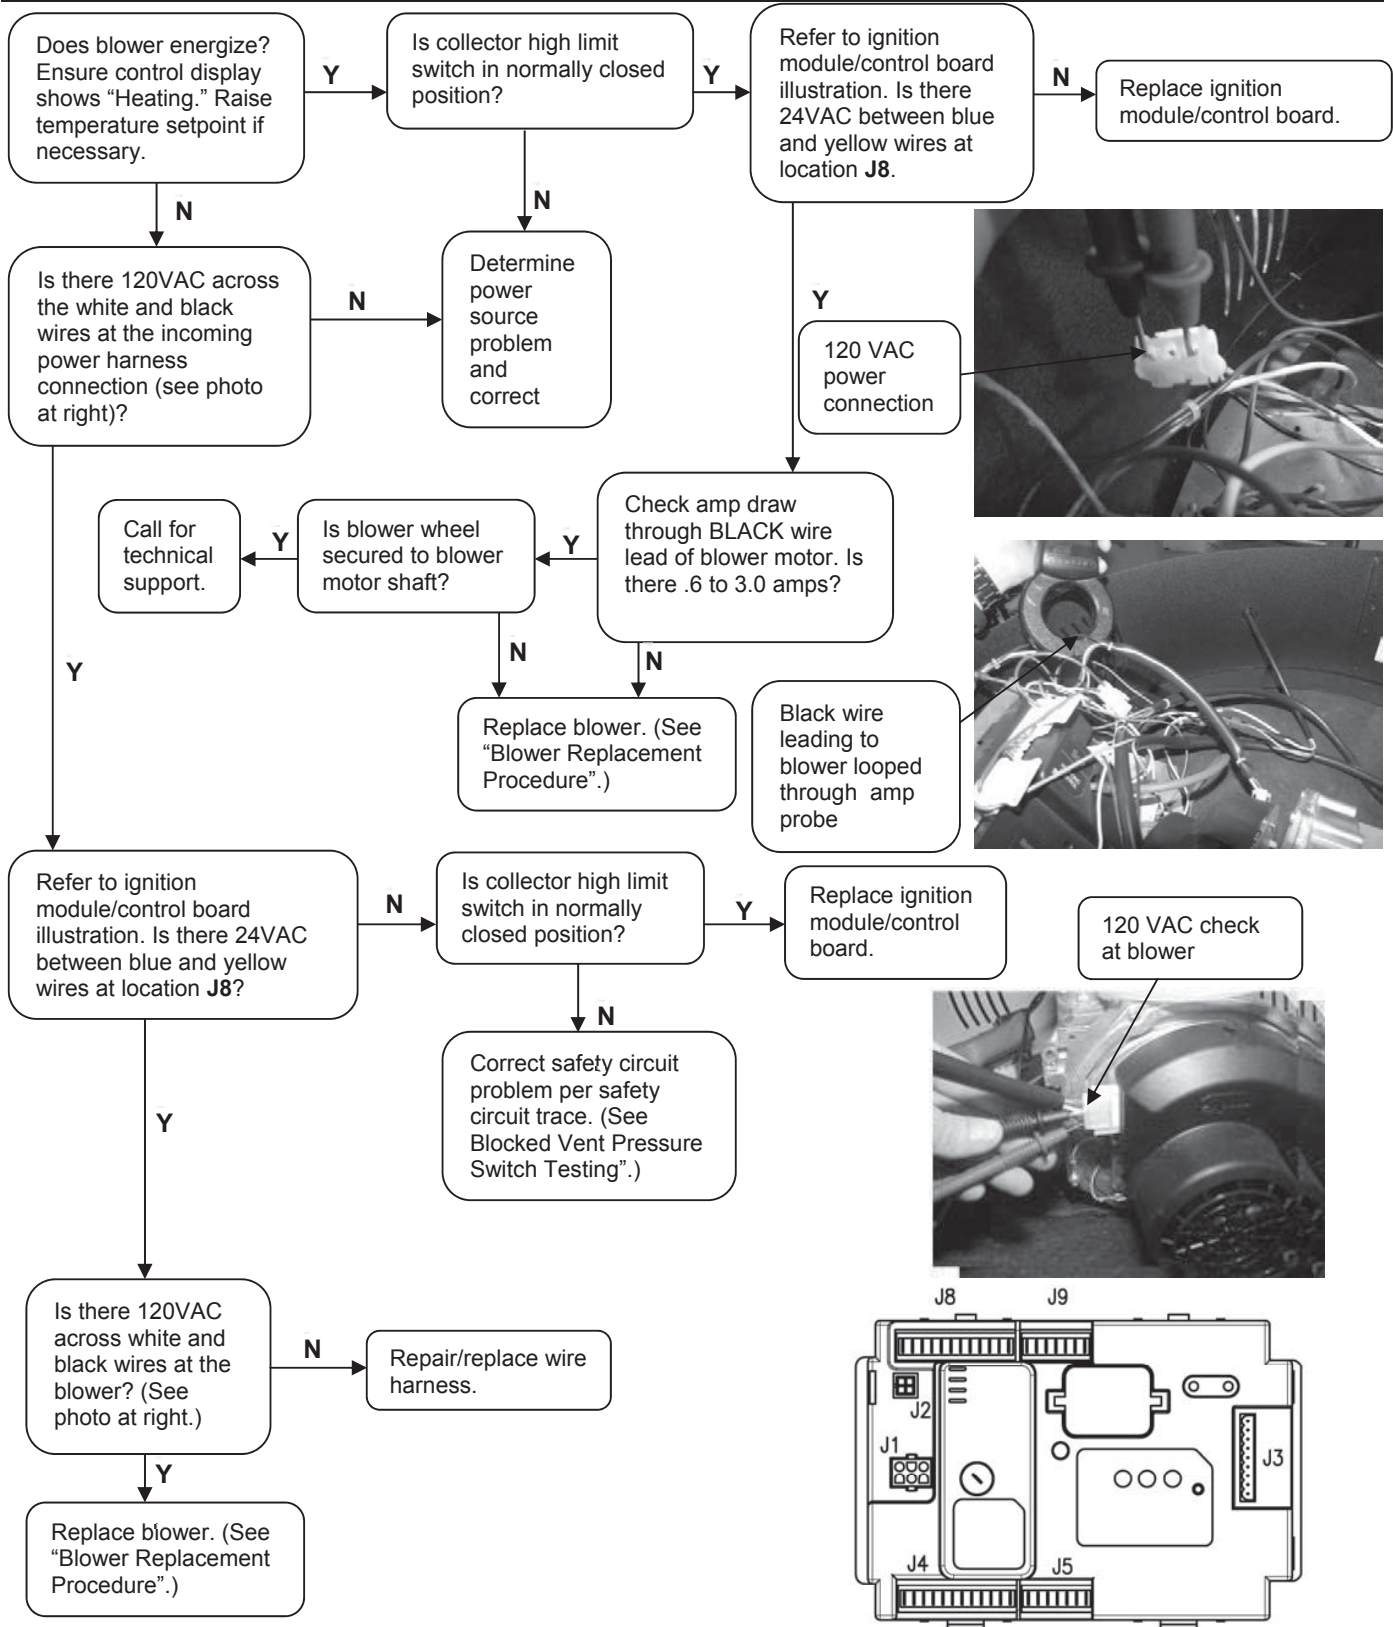 Does blower energize?
Ensure control display
shows “Heating.” Raise
temperature setpoint if
necessary.
Y
Is collector high limit
switch in normally closed
position?
Y
Refer to ignition
module/control board
illustration. Is there
24VAC between blue
and yellow wires at
location J8.
N
Replace ignition
module/control board.
N
N
Is there 120VAC across
the white and black
wires at the incoming
power harness
connection (see photo
at right)?
N
Determine
power
source
problem
and
correct
Y
120 VAC
power
connection
Call for
technical
support.
Y
Is blower wheel
secured to blower
motor shaft?
Y
Check amp draw
through BLACK wire
lead of blower motor. Is
there .6 to 3.0 amps?
Y
N
N
Replace blower. (See
“Blower Replacement
Procedure”.)
Black wire
leading to
blower looped
through amp
probe
Refer to ignition
module/control board
illustration. Is there 24VAC
between blue and yellow
wires at location J8?
N
Is collector high limit
switch in normally
closed position?
Y
Replace ignition
module/control
board.
120 VAC check
at blower
N
Correct safety circuit
problem per safety
circuit trace. (See
Blocked Vent Pressure
Switch Testing”.)
Y
Is there 120VAC
across white and
black wires at the
blower? (See
photo at right.)
N
Repair/replace wire
harness.
Y
Replace blower. (See
“Blower Replacement
Procedure”.)
J8
J9
J2
J1
J3
J4
J5